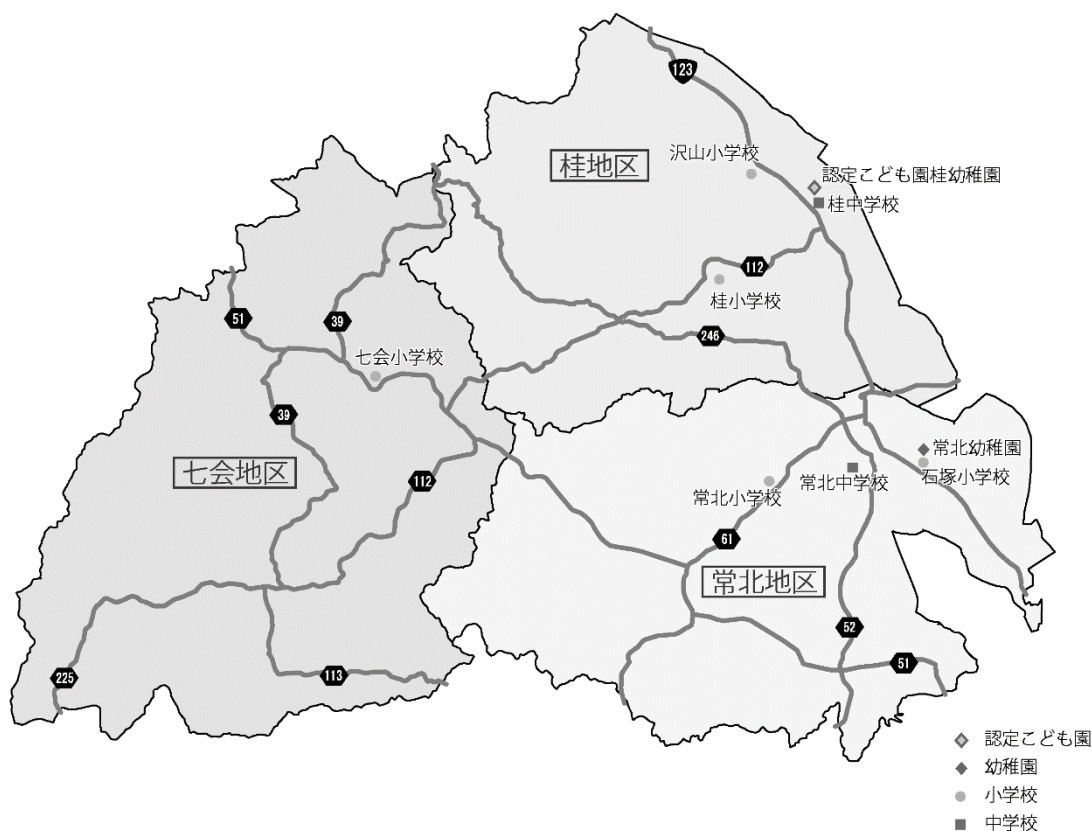 123
沢山小学校
桂地区
認定こども園桂幼稚園
桂中学校
112
桂小学校
51
39
246
七会小学校
39
常北幼稚園
七会地区
石塚小学校
112
常北小学校
常北中学校
61
常北地区
52
51
225
113
認定こども園
幼稚園
小学校
中学校